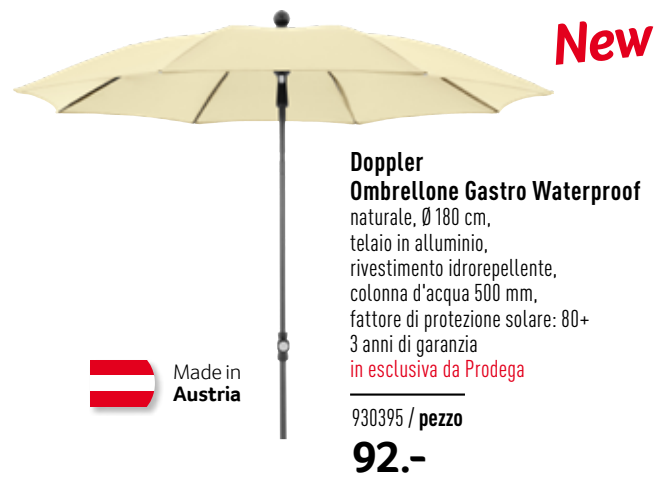 New
Doppler
Ombrellone Gastro Waterproof
naturale, Ø 180 cm,
telaio in alluminio,
rivestimento idrorepellente,
colonna d'acqua 500 mm,
fattore di protezione solare: 80+
3 anni di garanzia
in esclusiva da Prodega
Made in
Austria
930395 / pezzo
92.-